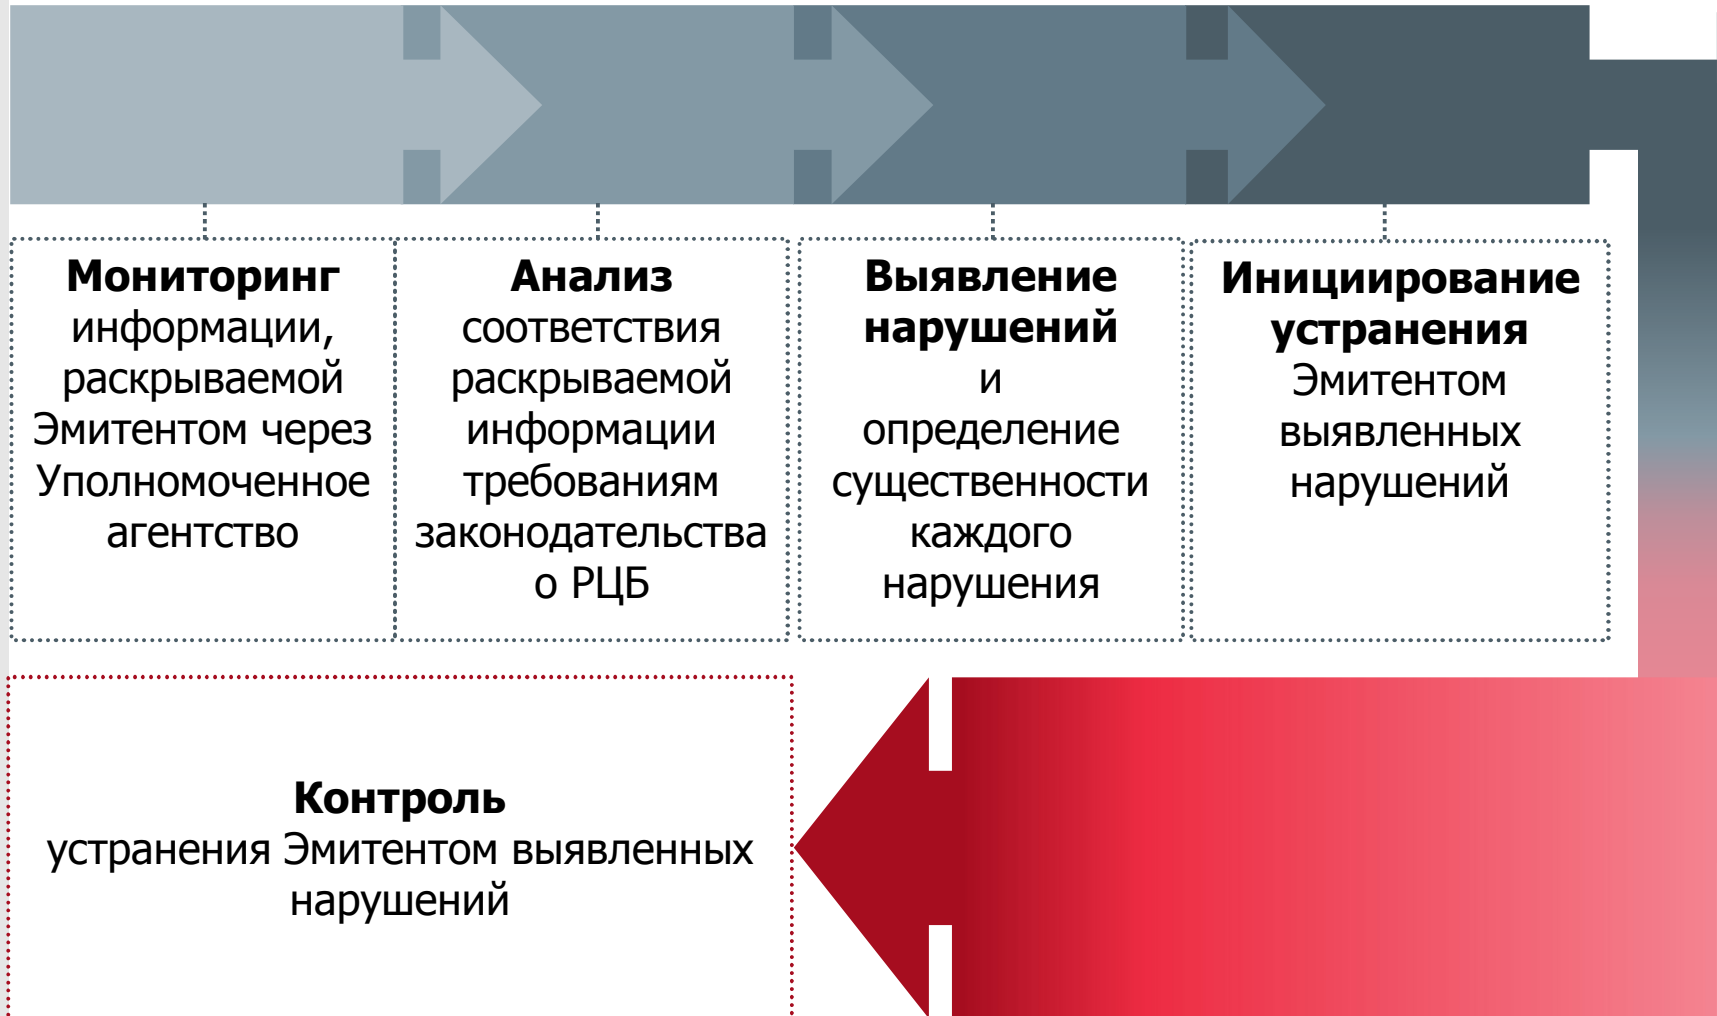 Мониторинг
информации,
раскрываемой
Эмитентом через
Уполномоченное
агентство
Анализ
соответствия
раскрываемой
информации
требованиям
законодательства
о РЦБ
Выявление
нарушений
и
определение
существенности
каждого
нарушения
Инициирование
устранения
Эмитентом
выявленных
нарушений
Контроль
устранения Эмитентом выявленных
нарушений